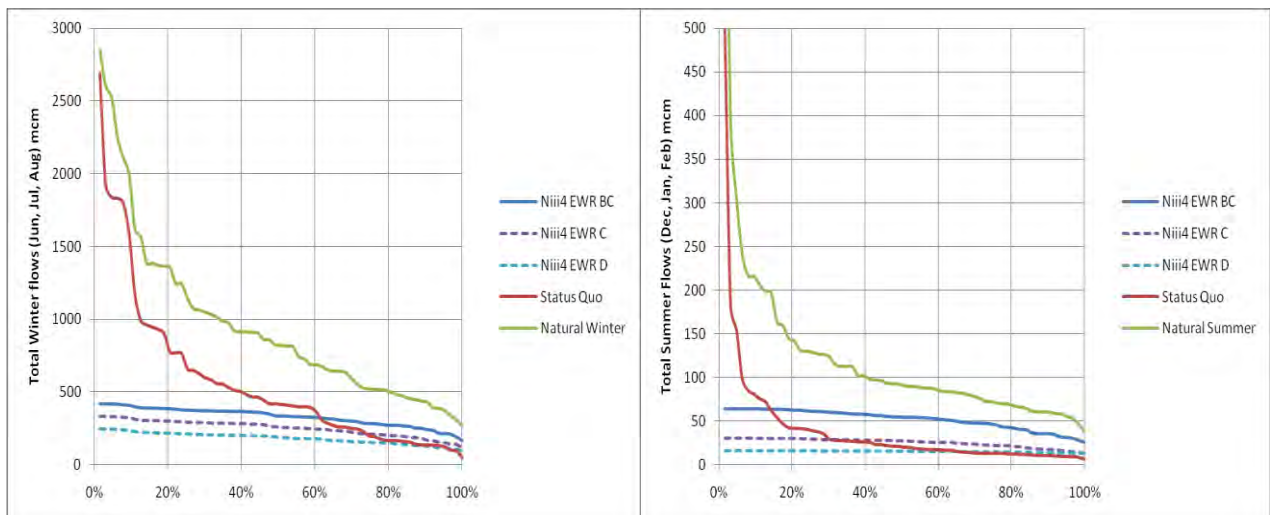 Total Winter flows (Jun, Jul, Aug) mcm
3000
2500
2000
1500
1000
500
0
0%
20%
40%
60%
80%
100%
Niii4 EWR BC
Niii4 EWR C
Niii4 EWR D
Status Quo
Natural Winter
Total Summer Flows (Dec, Jan, Feb) mcm
500
450
400
350
300
250
200
150
100
50
0
0%
20%
40%
60%
80%
100%
Niii4 EWR BC
Niii4 EWR C
Niii4 EWR D
Status Quo
Natural Summer